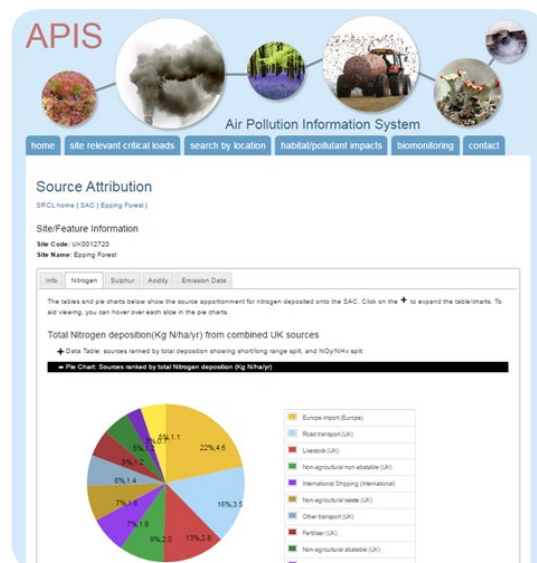 APIS
Air Pollution Information System
home site relevant critical loads search by location habitat/pollutant impacts biomonitoring contact
Source Attribution
SRCL home | SAC | Epping Forest |
Site/Feature Information
Site Code: UK0012720
Site Name: Epping Forest
Info Nitrogen Sulphur Acidity Emission Data
The tables and pie charts below show the source apportionment for nitrogen deposited onto the SAC. Click on the + to expand the table/charts. To
aid viewing, you can hover over each slice in the pie charts.
Total Nitrogen deposition(Kg N/ha/yr) from combined UK sources
+ Data Table: sources ranked by total deposition showing short/long range split, and NOy/NHx split
- Pie Chart: Sources ranked by total Nitrogen deposition (Kg N/ha/yr)
5%,1.1
22%,4.6
5%,1.2
5%,1.2
6%,1.4
16%,3.5
7%,1.6
7%,1.6
9%,2.0
13%,2.8
Europe import (Europe)
Road transport (UK)
Livestock (UK)
Non-agricultural non-abatable (UK)
International Shipping (International)
Non-agricultural waste (UK)
Other transport (UK)
Fertiliser (UK)
Non-agricultural abatable (UK)